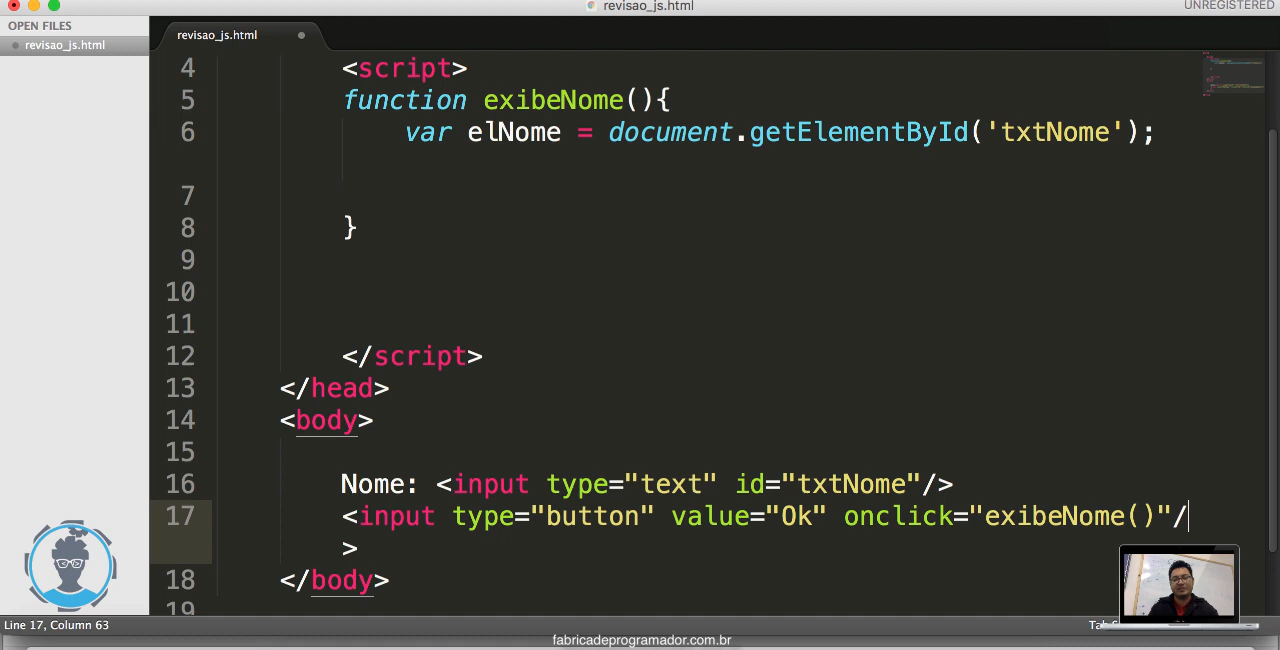 revisao_js.html
UNREGISTERED
OPEN FILES
revisao_js.html
revisao_js.html
4 <script>
5 function exibeNome(){
6 var elNome = document.getElementById('txtNome');
7
8 }
9
10
11
12 </script>
13 </head>
14 <body>
15
16 Nome: <input type="text" id="txtNome"/>
17 <input type="button" value="Ok" onclick="exibeNome()"/
>
18 </body>
19
Line 17, Column 63
fabricadeprogramador.com.br